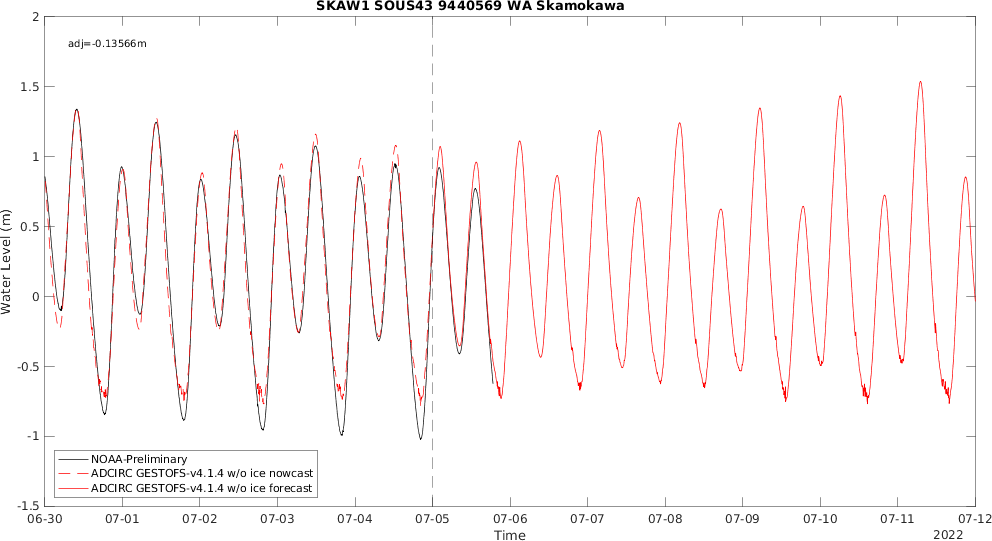 SKAW1 SOUS43 9440569 WA Skamokawa
adj=-0.13566m
Water Level (m)
2
1.5
1
0.5
0
-0.5
-1
-1.5
NOAA-Preliminary
ADCIRC GESTOFS-v4.1.4 w/o ice nowcast
ADCIRC GESTOFS-v4.1.4 w/o ice forecast
06-30 07-01 07-02 07-03 07-04 07-05 07-06 07-07 07-08 07-09 07-10 07-11 07-12
Time
2022